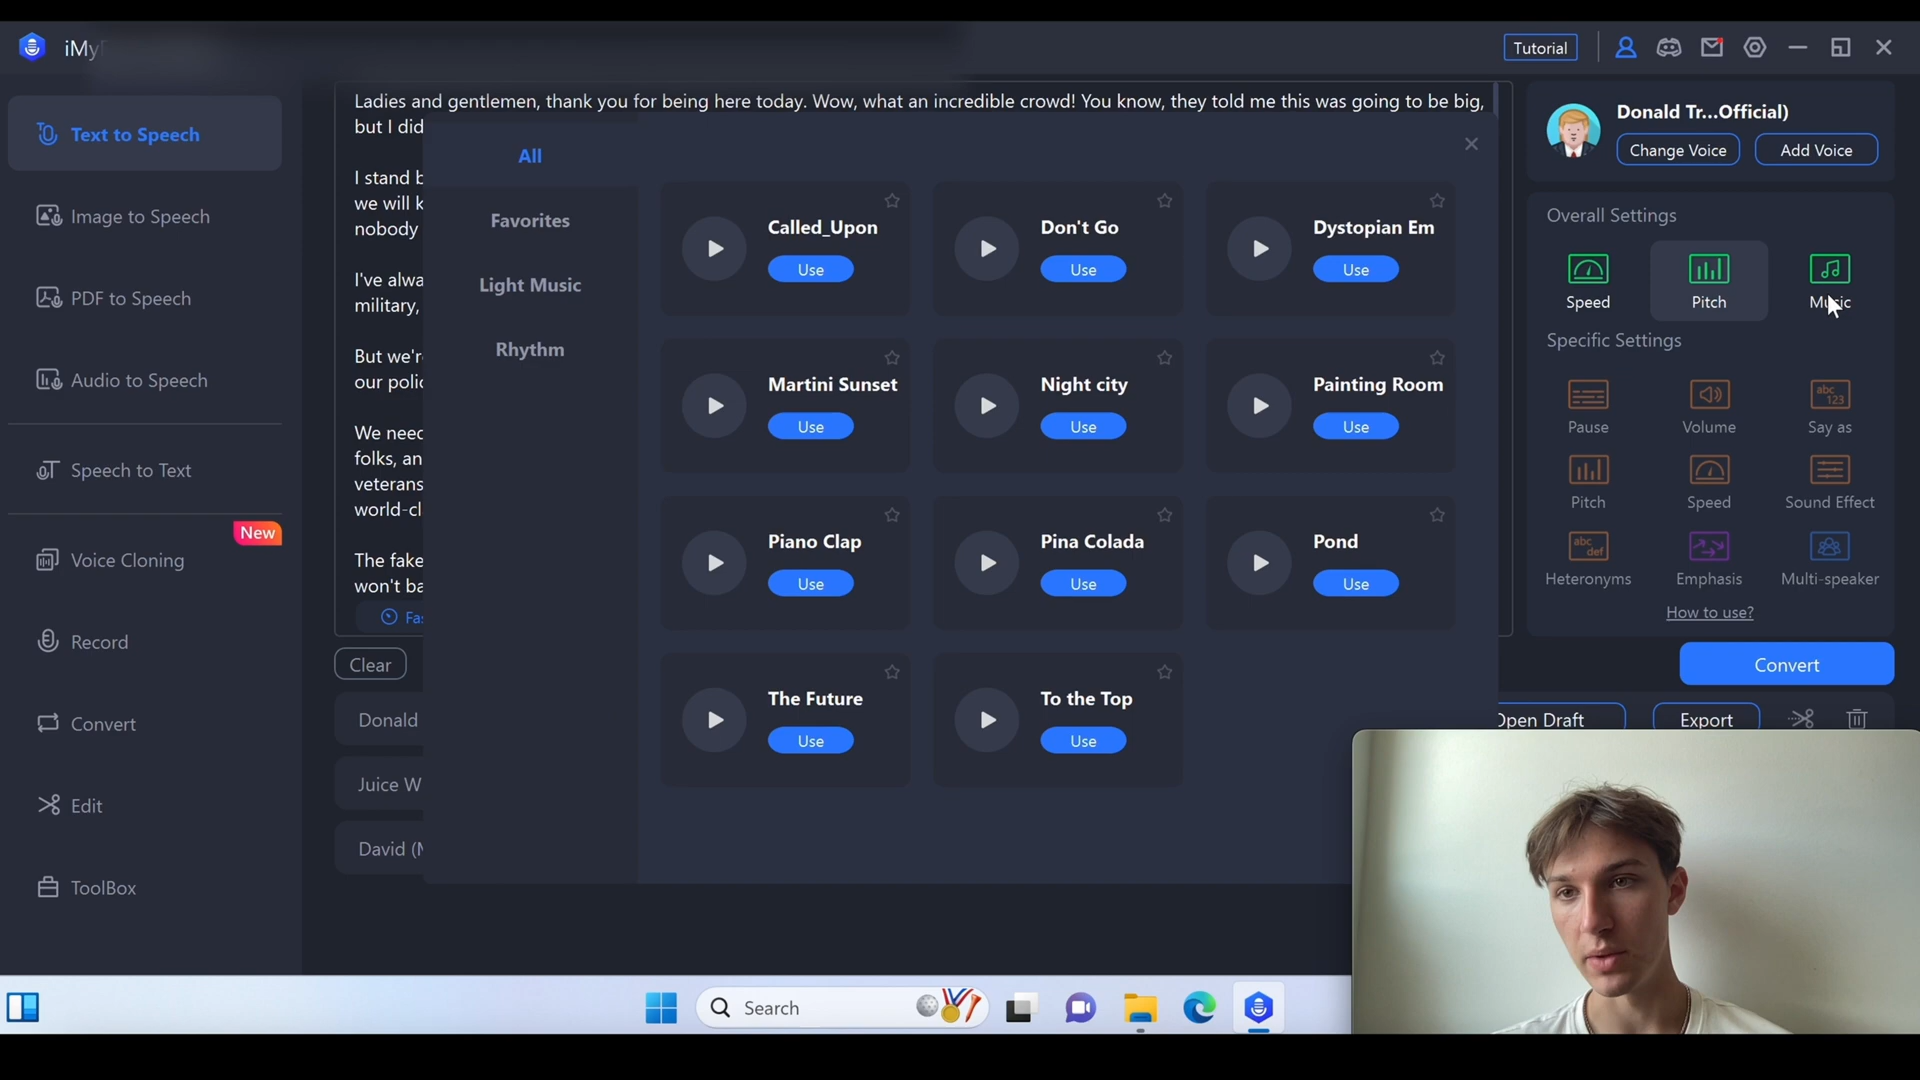 iMy
Tutorial
Text to Speech
Image to Speech
PDF to Speech
Audio to Speech
Speech to Text
New
Voice Cloning
Record
Convert
Edit
ToolBox
Ladies and gentlemen, thank you for being here today. Wow, what an incredible crowd! You know, they told me this was going to be big,
but I did
I stand b
we will k
nobody
I've alwa
military,
But we'r
our polic
We need
folks, an
veterans
world-cl
The fake
won't ba
Fas
Clear
Donald
Juice W
David (M
All
Favorites
Light Music
Rhythm
Called_Upon
Use
Don't Go
Use
Dystopian Em
Use
Martini Sunset
Use
Night city
Use
Painting Room
Use
Piano Clap
Use
Pina Colada
Use
Pond
Use
The Future
Use
To the Top
Use
Donald Tr...Official)
Change Voice
Add Voice
Overall Settings
Speed
Pitch
Music
Specific Settings
Pause
Volume
abc
123
Say as
Pitch
Speed
Sound Effect
abc
def
Heteronyms
Emphasis
Multi-speaker
How to use?
Convert
Open Draft
Export
Search